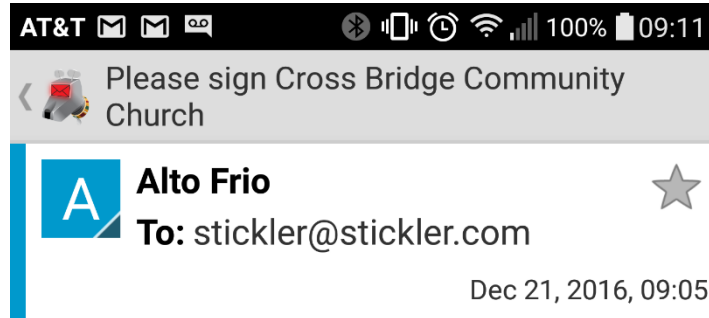 AT&T 100% 09:11
Please sign Cross Bridge Community
Church
A
Alto Frio
To: stickler@stickler.com
Dec 21, 2016, 09:05